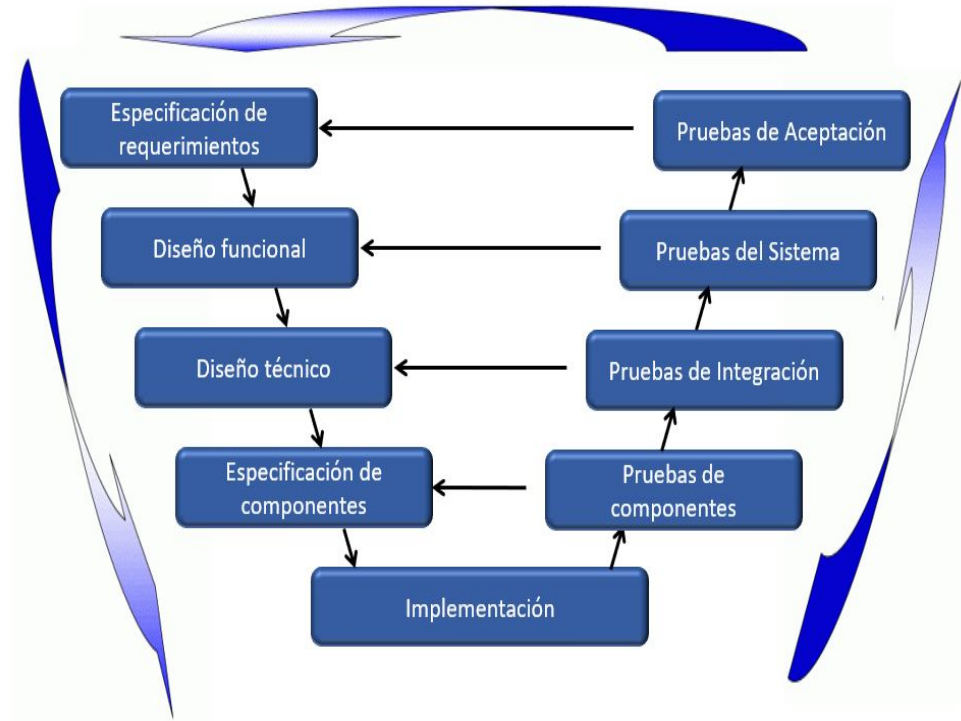 Especificación de
requerimientos
Pruebas de Aceptación
Diseño funcional
Pruebas del Sistema
Diseño técnico
Pruebas de Integración
Especificación de
componentes
Pruebas de
componentes
Implementación